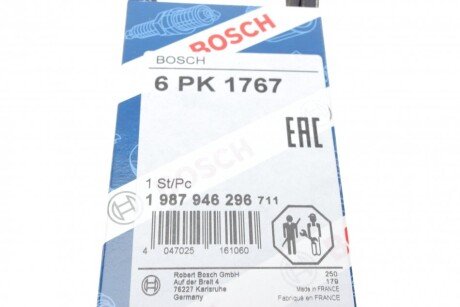 BOSCH
BOSCH
6 PK 1767
EAC
1 St/Pc
1 987 946 296 711
4 047025 161060
Robert Bosch GmbH
Auf der Breit 4
76227 Karlsruhe
Germany
250
179
Made in FRANCE
Fabriqué en FRANCE